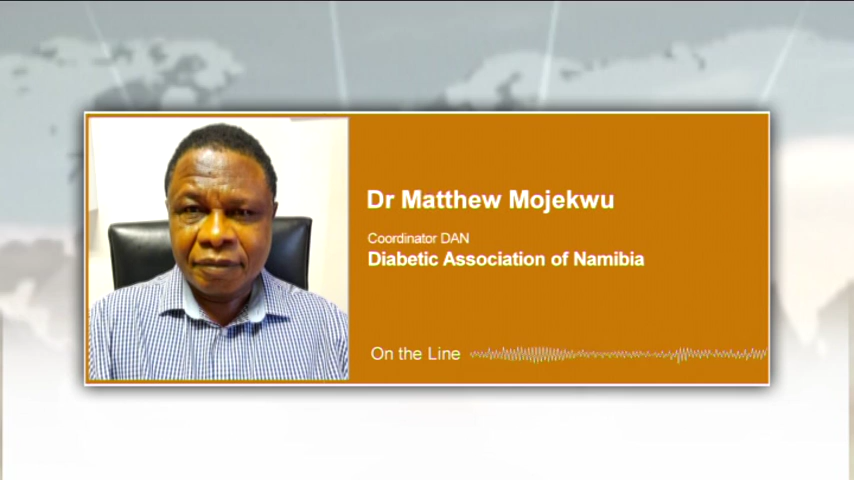 Dr Matthew Mojekwu
Coordinator DAN
Diabetic Association of Namibia
On the Line